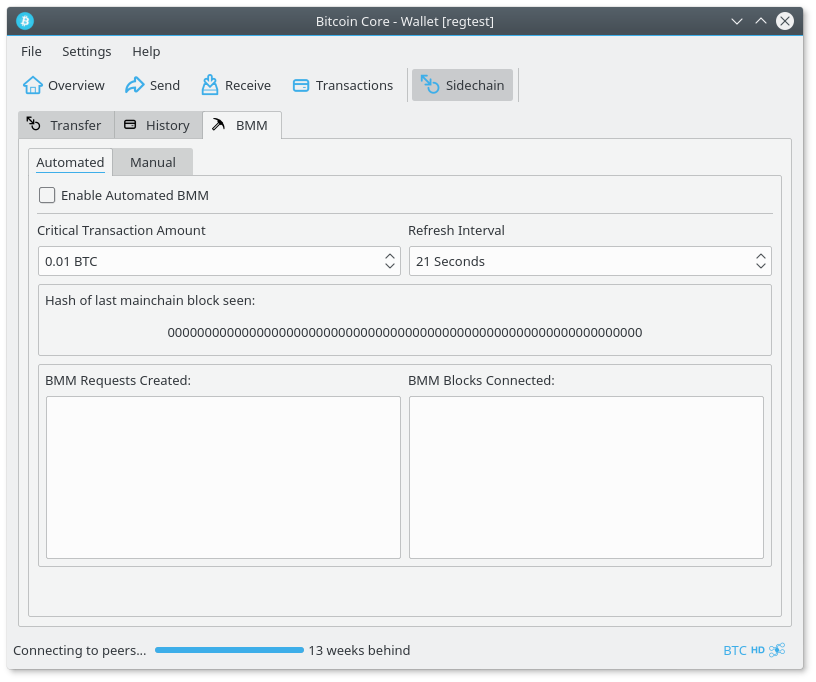 Bitcoin Core - Wallet [regtest]
File Settings Help
Overview Send Receive Transactions Sidechain
Transfer History BMM
Automated Manual
Enable Automated BMM
Critical Transaction Amount Refresh Interval
0.01 BTC 21 Seconds
Hash of last mainchain block seen:
0000000000000000000000000000000000000000000000000000000000000000
BMM Requests Created: BMM Blocks Connected:
Connecting to peers... 13 weeks behind BTC HD